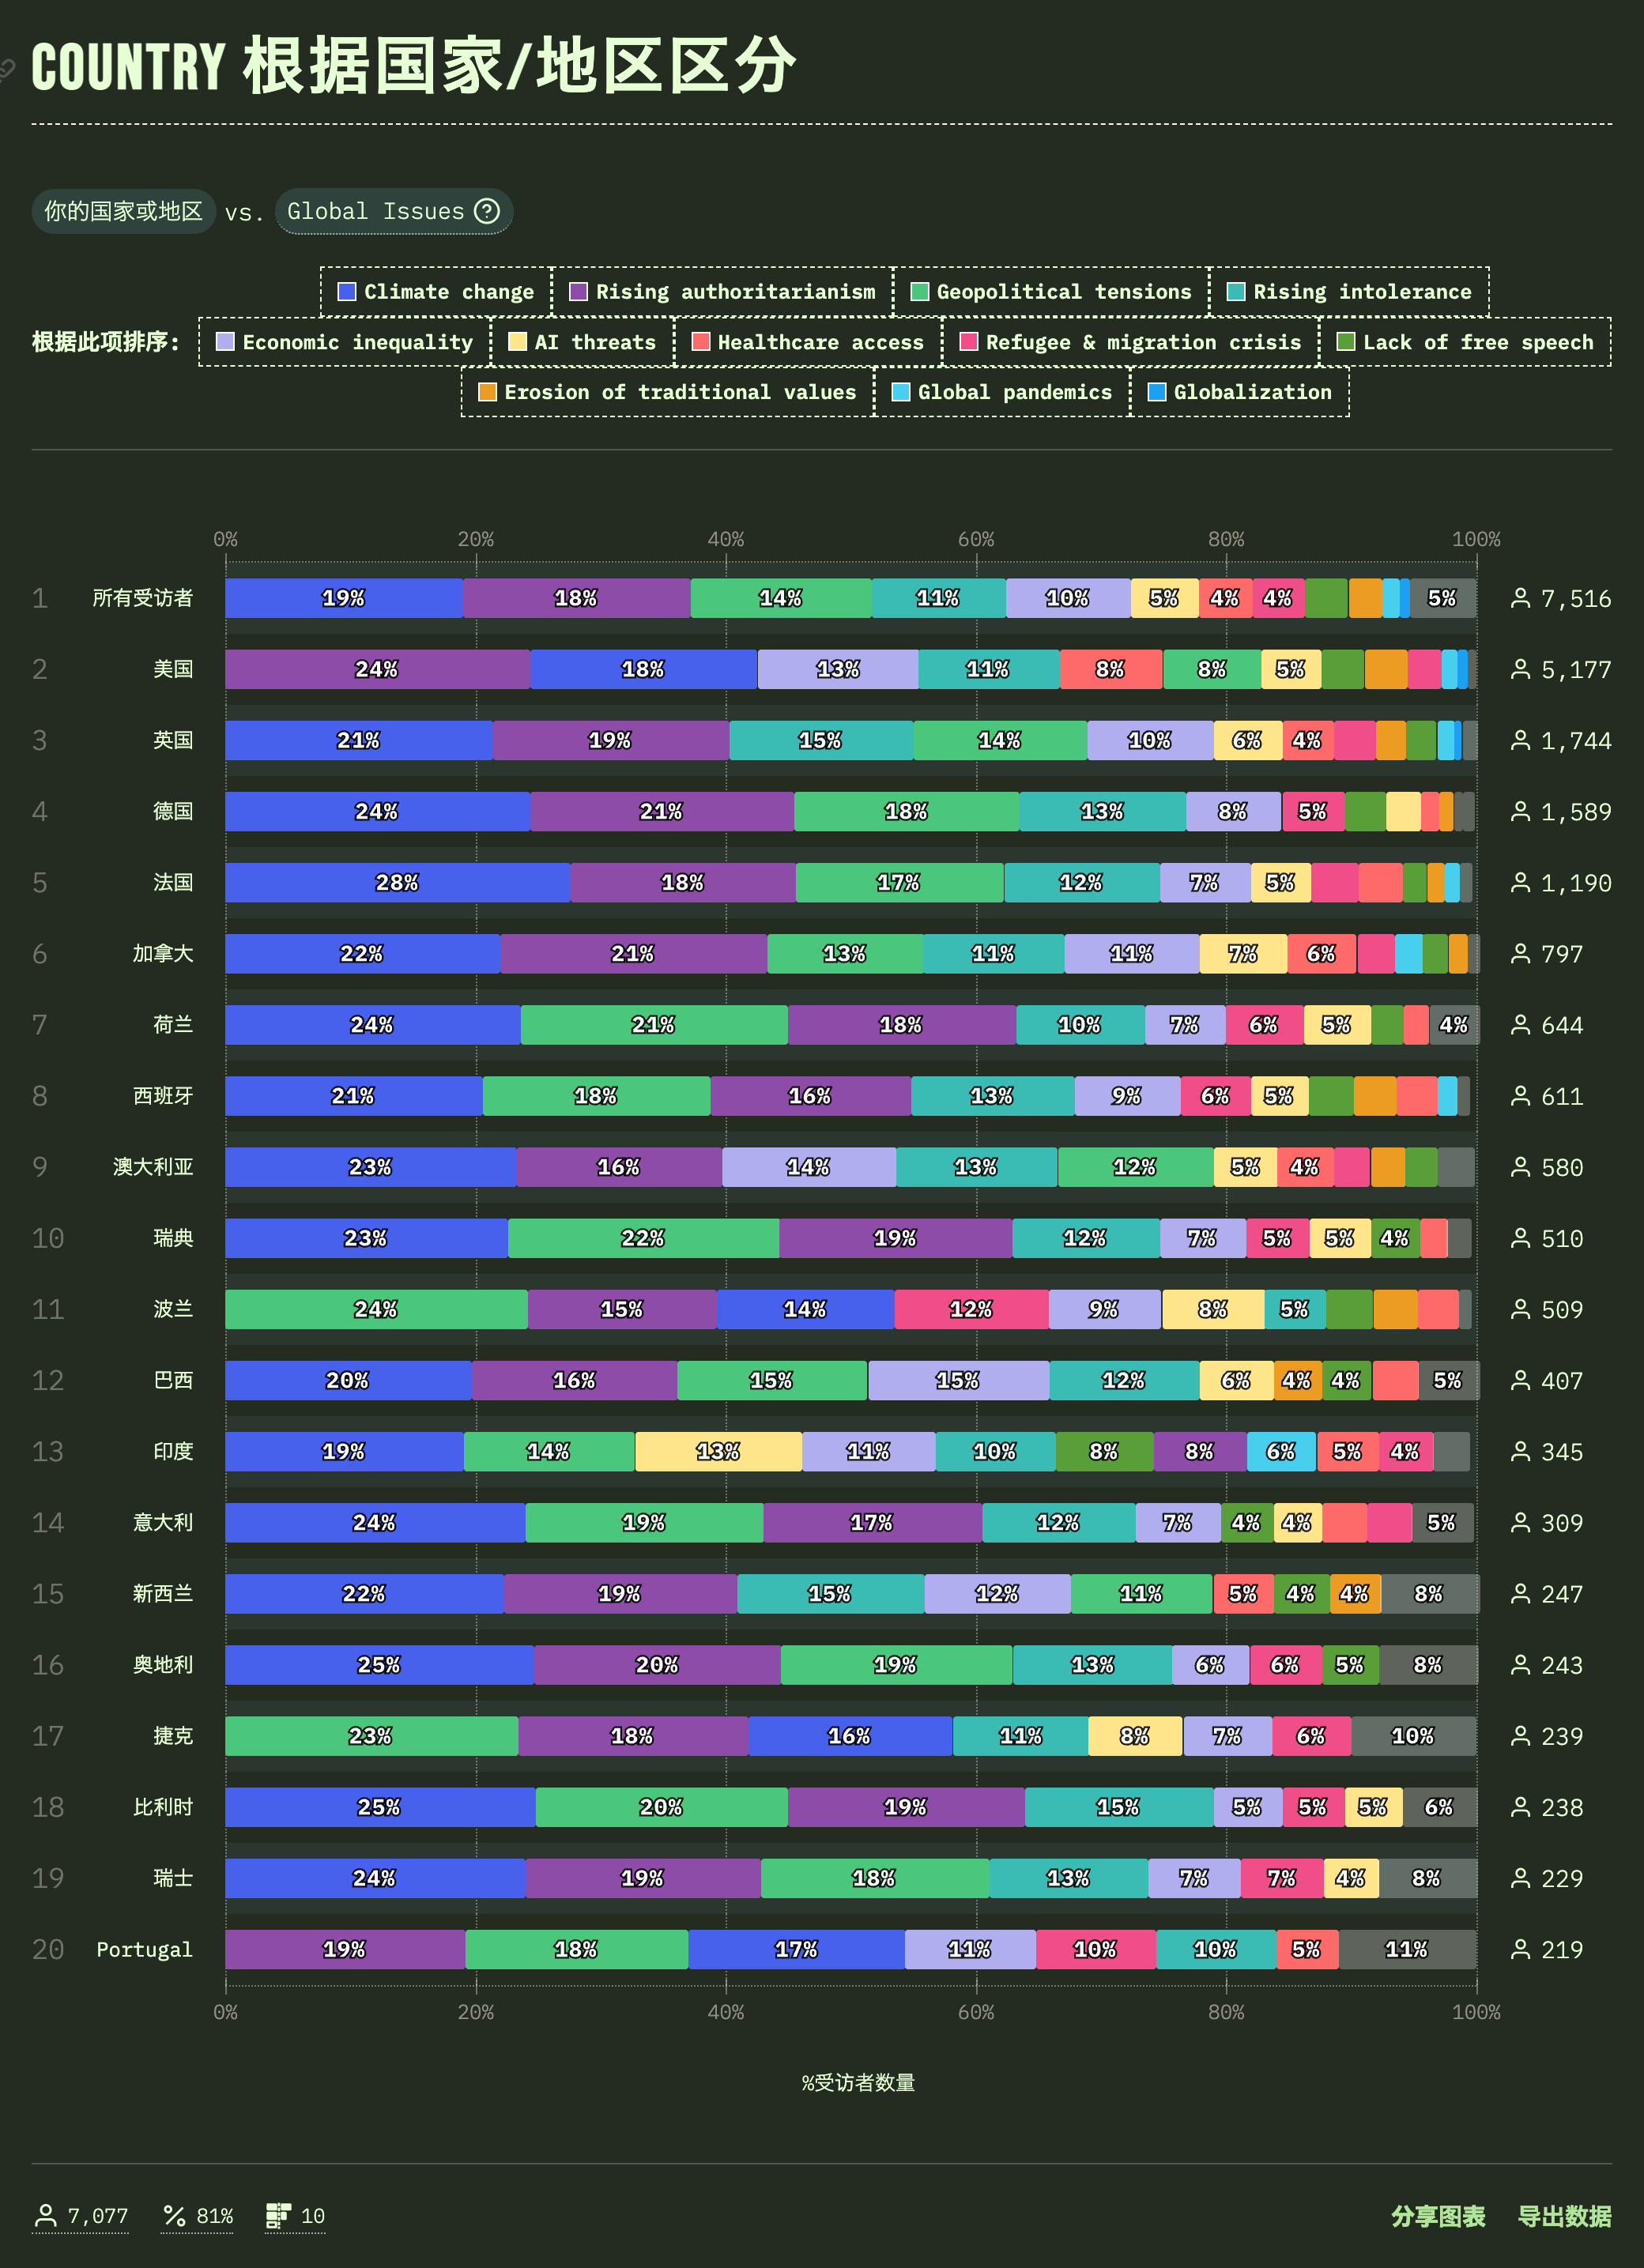 COUNTRY 根据国家/地区区分
你的国家或地区 vs. Global Issues ?
Climate change Rising authoritarianism Geopolitical tensions Rising intolerance
根据此项排序: Economic inequality AI threats Healthcare access Refugee & migration crisis Lack of free speech
Erosion of traditional values Global pandemics Globalization
0% 20% 40% 60% 80% 100%
1 所有受访者 19% 18% 14% 11% 10% 5% 4% 4% 5% 7,516
2 美国 24% 18% 13% 11% 8% 8% 5% 5,177
3 英国 21% 19% 15% 14% 10% 6% 4% 1,744
4 德国 24% 21% 18% 13% 8% 5% 1,589
5 法国 28% 18% 17% 12% 7% 5% 1,190
6 加拿大 22% 21% 13% 11% 11% 7% 6% 797
7 荷兰 24% 21% 18% 10% 7% 6% 5% 4% 644
8 西班牙 21% 18% 16% 13% 9% 6% 5% 611
9 澳大利亚 23% 16% 14% 13% 12% 5% 4% 580
10 瑞典 23% 22% 19% 12% 7% 5% 5% 4% 510
11 波兰 24% 15% 14% 12% 9% 8% 5% 509
12 巴西 20% 16% 15% 15% 12% 6% 4% 4% 5% 407
13 印度 19% 14% 13% 11% 10% 8% 8% 6% 5% 4% 345
14 意大利 24% 19% 17% 12% 7% 4% 4% 5% 309
15 新西兰 22% 19% 15% 12% 11% 5% 4% 4% 8% 247
16 奥地利 25% 20% 19% 13% 6% 6% 5% 8% 243
17 捷克 23% 18% 16% 11% 8% 7% 6% 10% 239
18 比利时 25% 20% 19% 15% 5% 5% 5% 6% 238
19 瑞士 24% 19% 18% 13% 7% 7% 4% 8% 229
20 Portugal 19% 18% 17% 11% 10% 10% 5% 11% 219
0% 20% 40% 60% 80% 100%
%受访者数量
7,077 81% 10 分享图表 导出数据